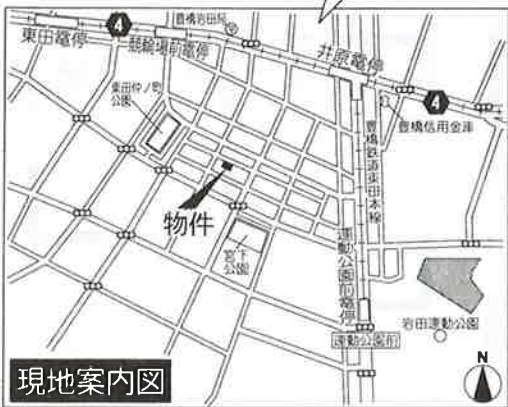 豊橋岩田局
4
東田電停
競輪場前電停
井原電停
4
東田仲ノ町
公園
豊橋信用金庫
豊橋鉄道東田本線
物件
宮下
公園
運動公園前電停
岩田運動公園
運動公園前
現地案内図
N